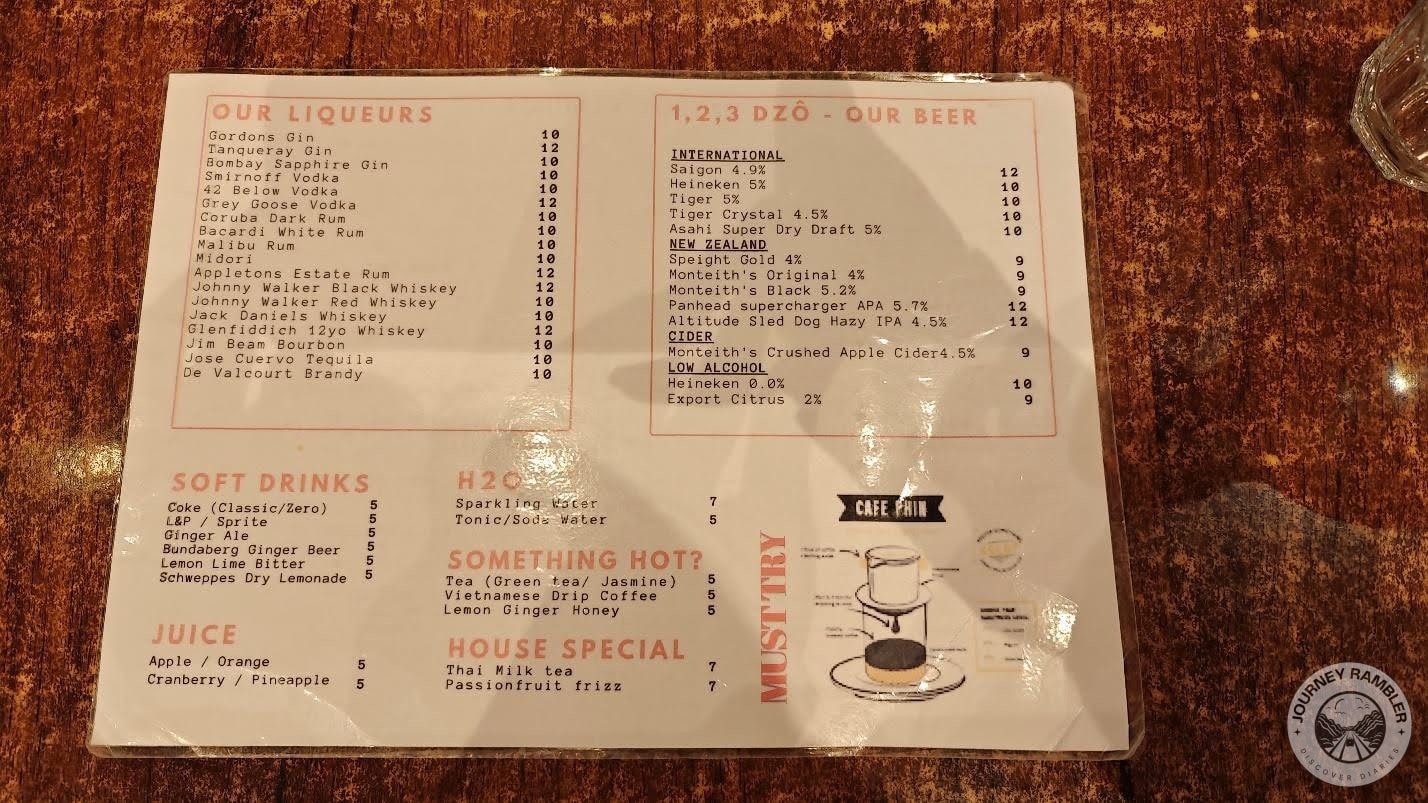 OUR LIQUEURS
Gordons Gin 10
Tanqueray Gin 12
Bombay Sapphire Gin 10
Smirnoff Vodka 10
42 Below Vodka 10
Grey Goose Vodka 12
Coruba Dark Rum 10
Bacardi White Rum 10
Malibu Rum 10
Midori 10
Appletons Estate Rum 12
Johnny Walker Black Whiskey 12
Johnny Walker Red Whiskey 10
Jack Daniels Whiskey 10
Glenfiddich 12yo Whiskey 12
Jim Beam Bourbon 10
Jose Cuervo Tequila 10
De Valcourt Brandy 10
1,2,3 DZÔ - OUR BEER
INTERNATIONAL
Saigon 4.9% 12
Heineken 5% 10
Tiger 5% 10
Tiger Crystal 4.5% 10
Asahi Super Dry Draft 5% 10
NEW ZEALAND
Speight Gold 4% 9
Monteith's Original 4% 9
Monteith's Black 5.2% 9
Panhead supercharger APA 5.7% 12
Altitude Sled Dog Hazy IPA 4.5% 12
CIDER
Monteith's Crushed Apple Cider4.5% 9
LOW ALCOHOL
Heineken 0.0% 10
Export Citrus 2% 9
SOFT DRINKS
Coke (Classic/Zero) 5
L&P / Sprite 5
Ginger Ale 5
Bundaberg Ginger Beer 5
Lemon Lime Bitter 5
Schweppes Dry Lemonade 5
JUICE
Apple / Orange 5
Cranberry / Pineapple 5
H2O
Sparkling Water 7
Tonic/Soda Water 5
SOMETHING HOT?
Tea (Green tea/ Jasmine) 5
Vietnamese Drip Coffee 5
Lemon Ginger Honey 5
HOUSE SPECIAL
Thai Milk tea 7
Passionfruit frizz 7
MUST TRY
CAFE PHIN
JOURNEY RAMBLER
DISCOVER DIARIES